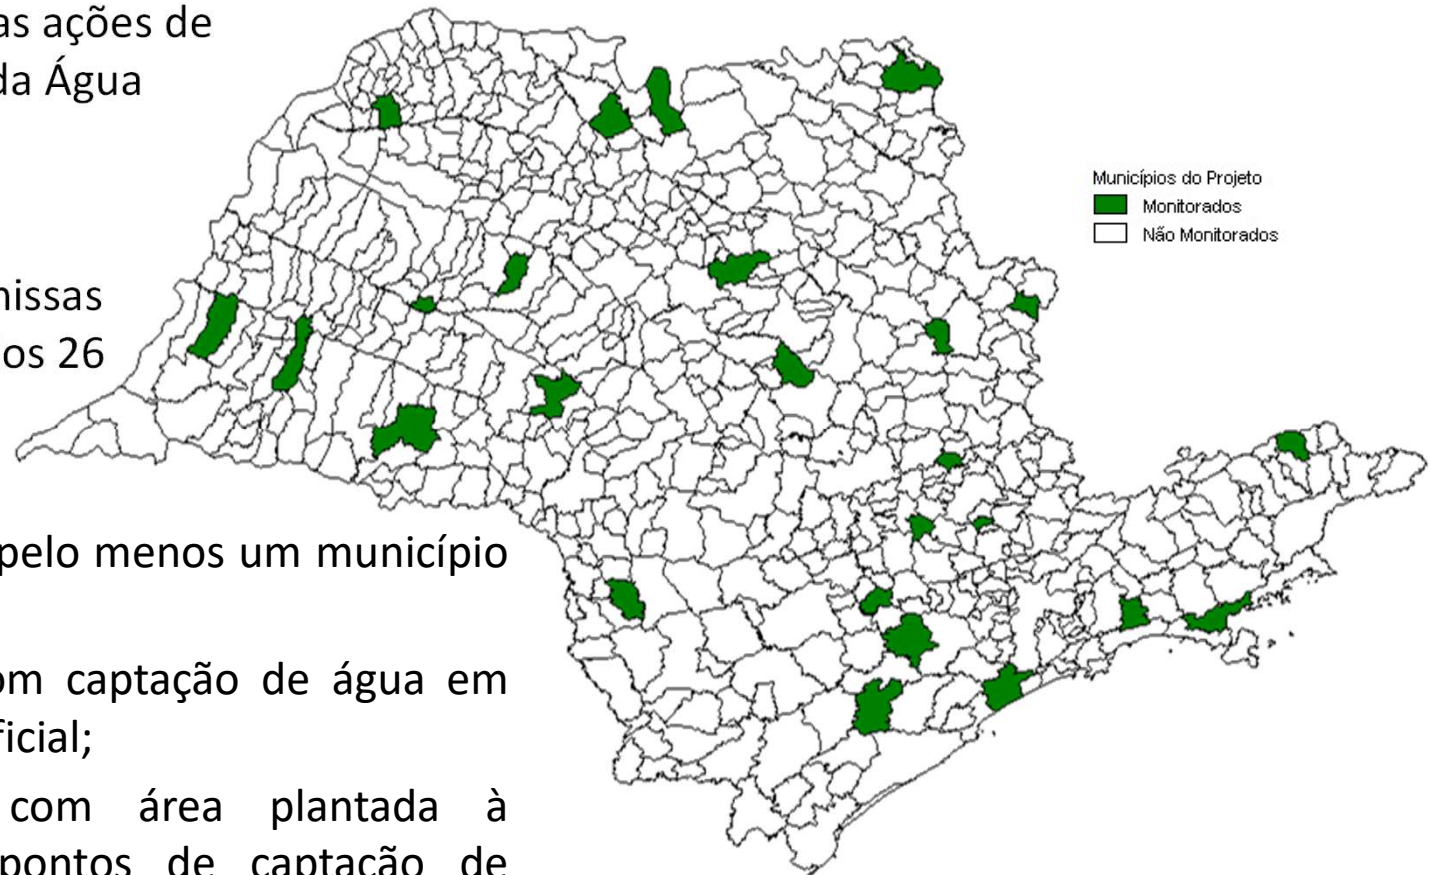 as ações de
da Água
Municípios do Projeto
Monitorados
Não Monitorados
nissas
os 26
pelo menos um município
om captação de água em
ficial;
com área plantada à
pontos de captação de